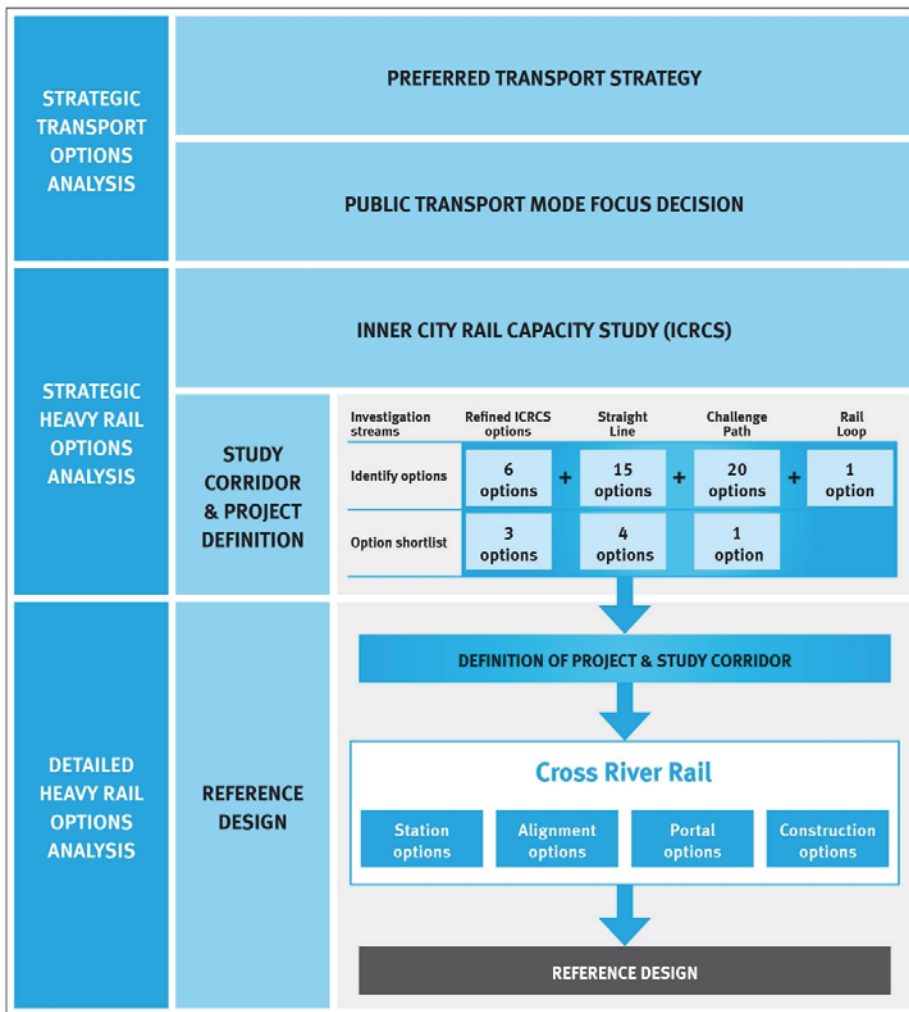 STRATEGIC
TRANSPORT
OPTIONS
ANALYSIS
PREFERRED TRANSPORT STRATEGY
PUBLIC TRANSPORT MODE FOCUS DECISION
STRATEGIC
HEAVY RAIL
OPTIONS
ANALYSIS
INNER CITY RAIL CAPACITY STUDY (ICRCS)
STUDY
CORRIDOR
& PROJECT
DEFINITION
Investigation
streams
Refined ICRCS
options
Straight
Line
Challenge
Path
Rail
Loop
Identify options
6
options
+
15
options
+
20
options
+
1
option
Option shortlist
3
options
4
options
1
option
DETAILED
HEAVY RAIL
OPTIONS
ANALYSIS
REFERENCE
DESIGN
DEFINITION OF PROJECT & STUDY CORRIDOR
Cross River Rail
Station
options
Alignment
options
Portal
options
Construction
options
REFERENCE DESIGN